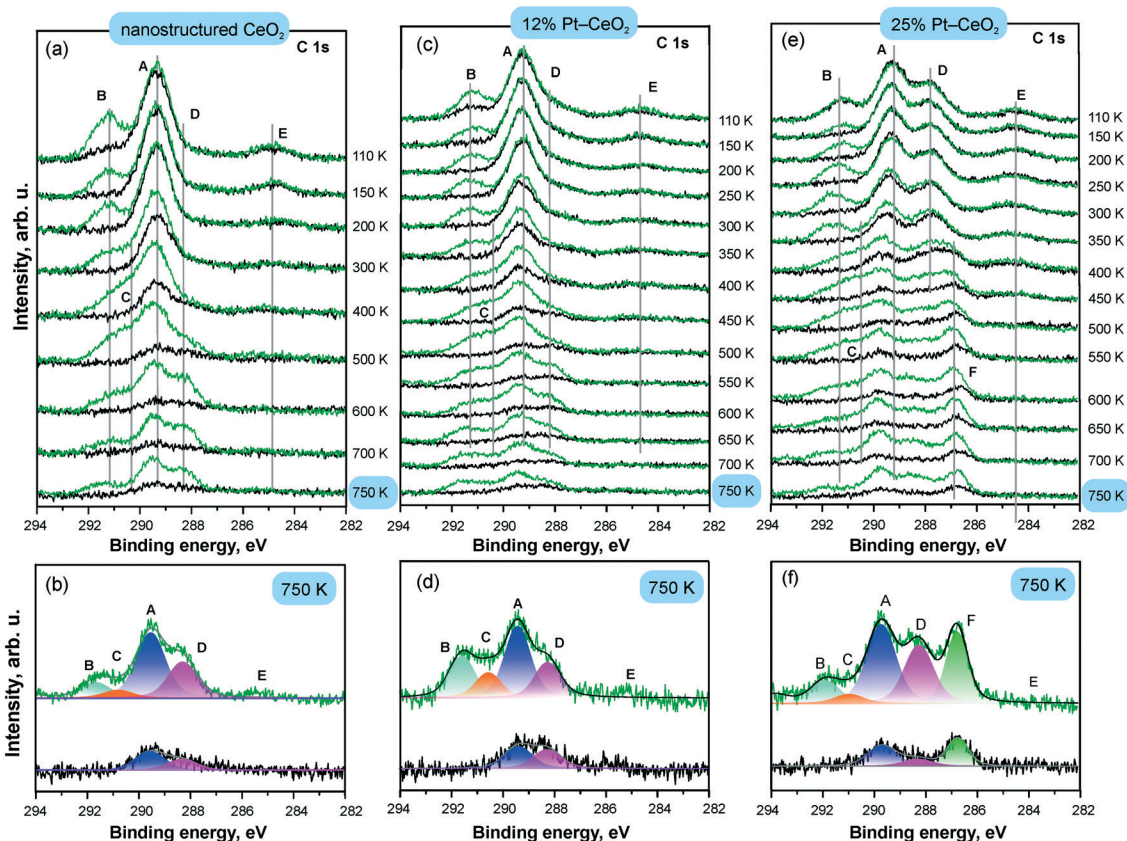 nanostructured CeO₂
12% Pt–CeO₂
25% Pt–CeO₂
(a)
C 1s
A
B
D
E
C
110 K
150 K
200 K
300 K
400 K
500 K
600 K
700 K
750 K
Intensity, arb. u.
294 292 290 288 286 284 282
Binding energy, eV
(c)
C 1s
A
B
D
E
C
110 K
150 K
200 K
250 K
300 K
350 K
400 K
450 K
500 K
550 K
600 K
650 K
700 K
750 K
294 292 290 288 286 284 282
Binding energy, eV
(e)
C 1s
A
B
D
E
C
F
110 K
150 K
200 K
250 K
300 K
350 K
400 K
450 K
500 K
550 K
600 K
650 K
700 K
750 K
294 292 290 288 286 284 282
Binding energy, eV
(b)
750 K
A
B
C
D
E
Intensity, arb. u.
294 292 290 288 286 284 282
Binding energy, eV
(d)
750 K
A
B
C
D
E
294 292 290 288 286 284 282
Binding energy, eV
(f)
750 K
A
B
C
D
F
E
294 292 290 288 286 284 282
Binding energy, eV